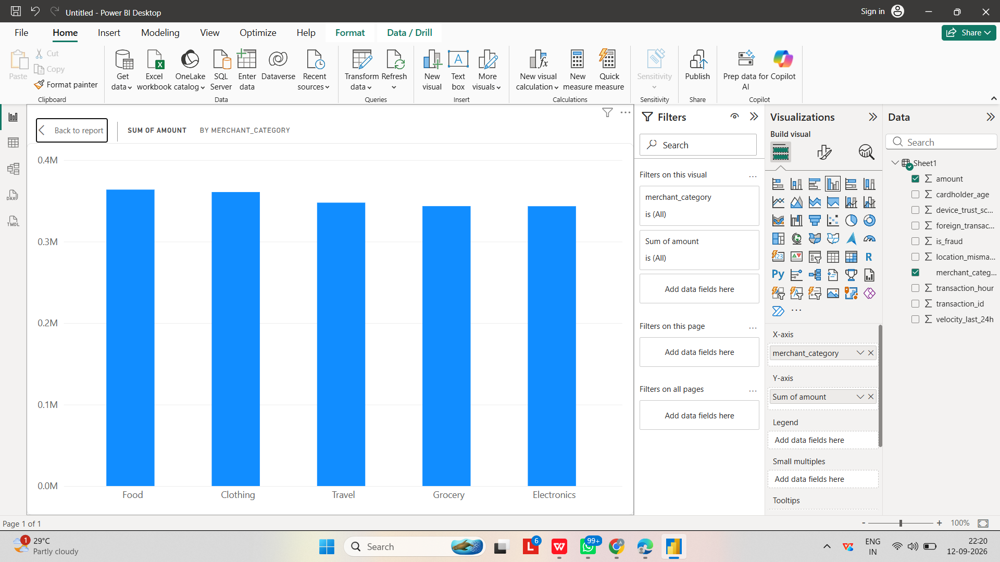 Untitled - Power BI Desktop
Sign in
File Home Insert Modeling View Optimize Help Format Data / Drill
Share
Paste
Cut
Copy
Format painter
Clipboard
Get data
Excel workbook
OneLake catalog
SQL Server
Enter data
Dataverse
Recent sources
Data
Transform data
Refresh
Queries
New visual
Text box
More visuals
Insert
New visual calculation
New measure
Quick measure
Calculations
Sensitivity
Sensitivity
Publish
Share
Prep data for AI
Copilot
Copilot
Back to report
SUM OF AMOUNT
BY MERCHANT_CATEGORY
0.4M
0.3M
0.2M
0.1M
0.0M
Food
Clothing
Travel
Grocery
Electronics
DAX
TMDL
Filters
Search
Filters on this visual
...
merchant_category
is (All)
Sum of amount
is (All)
Add data fields here
Filters on this page
...
Add data fields here
Filters on all pages
...
Add data fields here
Visualizations
Build visual
123
R
Py
...
X-axis
merchant_category
Y-axis
Sum of amount
Legend
Add data fields here
Small multiples
Add data fields here
Tooltips
Data
Search
Sheet1
amount
cardholder_age
device_trust_sc...
foreign_transac...
is_fraud
location_misma...
merchant_categ...
transaction_hour
transaction_id
velocity_last_24h
Page 1 of 1
- + 100%
1
29°C
Partly cloudy
Search
L
6
W
99+
A
ENG
IN
22:20
12-09-2026